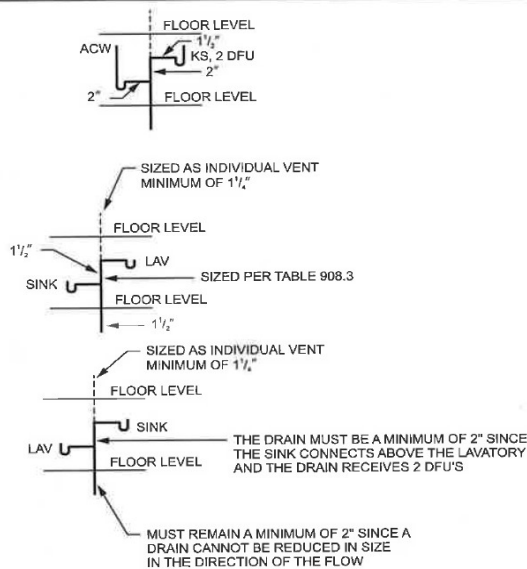 FLOOR LEVEL
ACW
1½"
KS, 2 DFU
2"
2"
FLOOR LEVEL
SIZED AS INDIVIDUAL VENT
MINIMUM OF 1¼"
FLOOR LEVEL
1½"
LAV
SINK
SIZED PER TABLE 908.3
FLOOR LEVEL
1½"
SIZED AS INDIVIDUAL VENT
MINIMUM OF 1¼"
FLOOR LEVEL
SINK
LAV
THE DRAIN MUST BE A MINIMUM OF 2" SINCE
THE SINK CONNECTS ABOVE THE LAVATORY
AND THE DRAIN RECEIVES 2 DFU'S
FLOOR LEVEL
MUST REMAIN A MINIMUM OF 2" SINCE A
DRAIN CANNOT BE REDUCED IN SIZE
IN THE DIRECTION OF THE FLOW